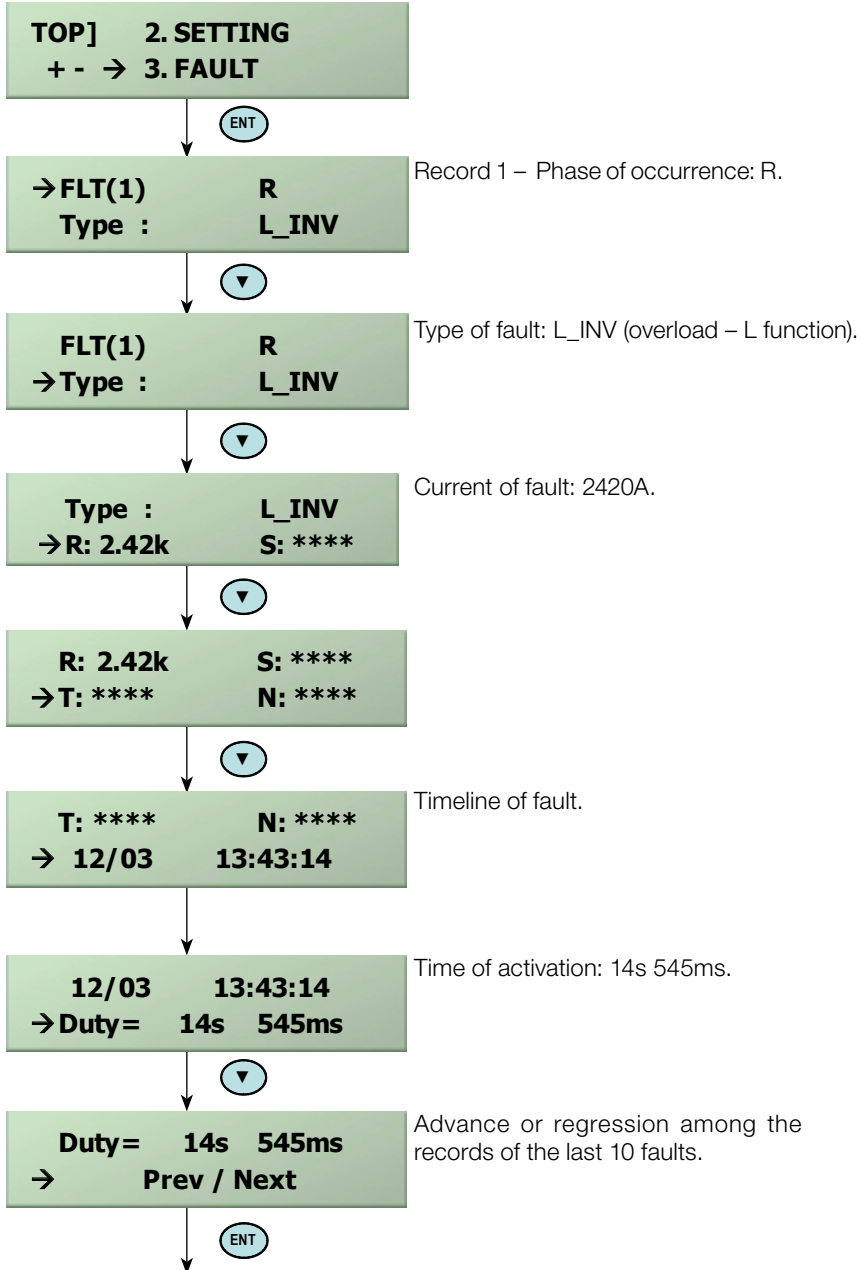 TOP] 2. SETTING
+ - → 3. FAULT
ENT
→FLT(1) R
Type : L_INV
Record 1 – Phase of occurrence: R.
▼
FLT(1) R
→Type : L_INV
Type of fault: L_INV (overload – L function).
▼
Type : L_INV
→R: 2.42k S: ****
Current of fault: 2420A.
▼
R: 2.42k S: ****
→T: **** N: ****
▼
T: **** N: ****
→ 12/03 13:43:14
Timeline of fault.
12/03 13:43:14
→Duty= 14s 545ms
Time of activation: 14s 545ms.
▼
Duty= 14s 545ms
→ Prev / Next
Advance or regression among the
records of the last 10 faults.
ENT